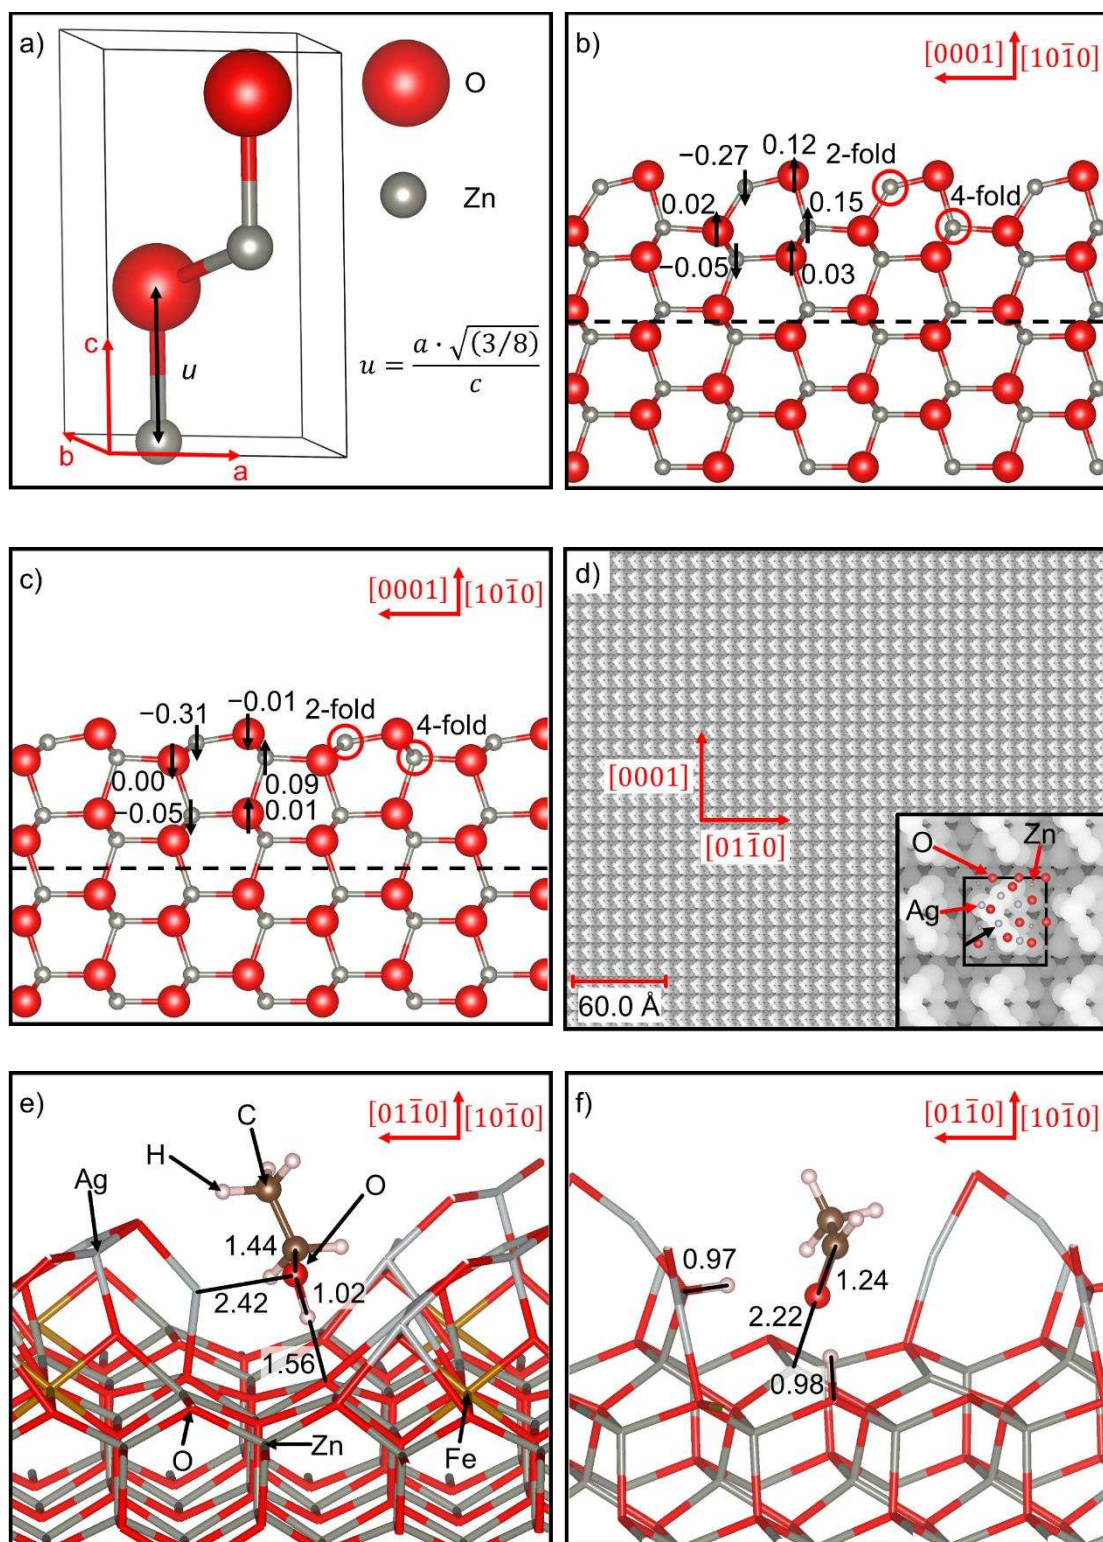 a)
O
Zn
c
u
b
a
u = a · √(3/8) / c
b)
[0001] [101̄0]
−0.27
0.12
2-fold
0.02
0.15
4-fold
−0.05
0.03
c)
[0001] [101̄0]
−0.31
−0.01
2-fold
4-fold
0.00
0.09
−0.05
0.01
d)
[0001]
[011̄0]
O
Zn
Ag
60.0 Å
e)
[011̄0] [101̄0]
C
H
Ag
O
1.44
1.02
2.42
1.56
O
Zn
Fe
f)
[011̄0] [101̄0]
0.97
1.24
2.22
0.98